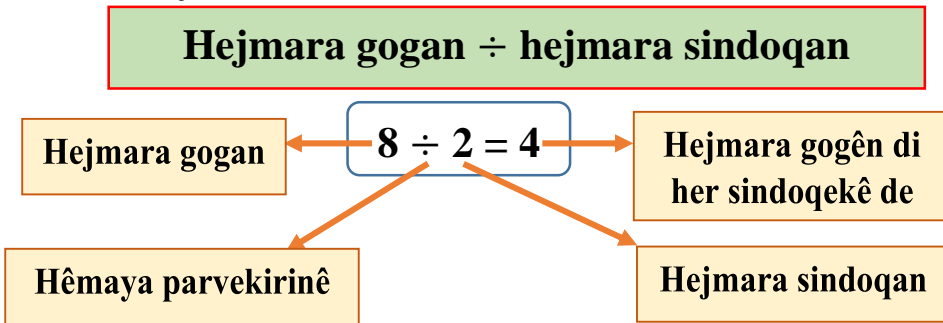 Hejmara gogan ÷ hejmara sindoqan
8 ÷ 2 = 4
Hejmara gogan
Hejmara gogên di
her sindoqekê de
Hêmaya parvekirinê
Hejmara sindoqan